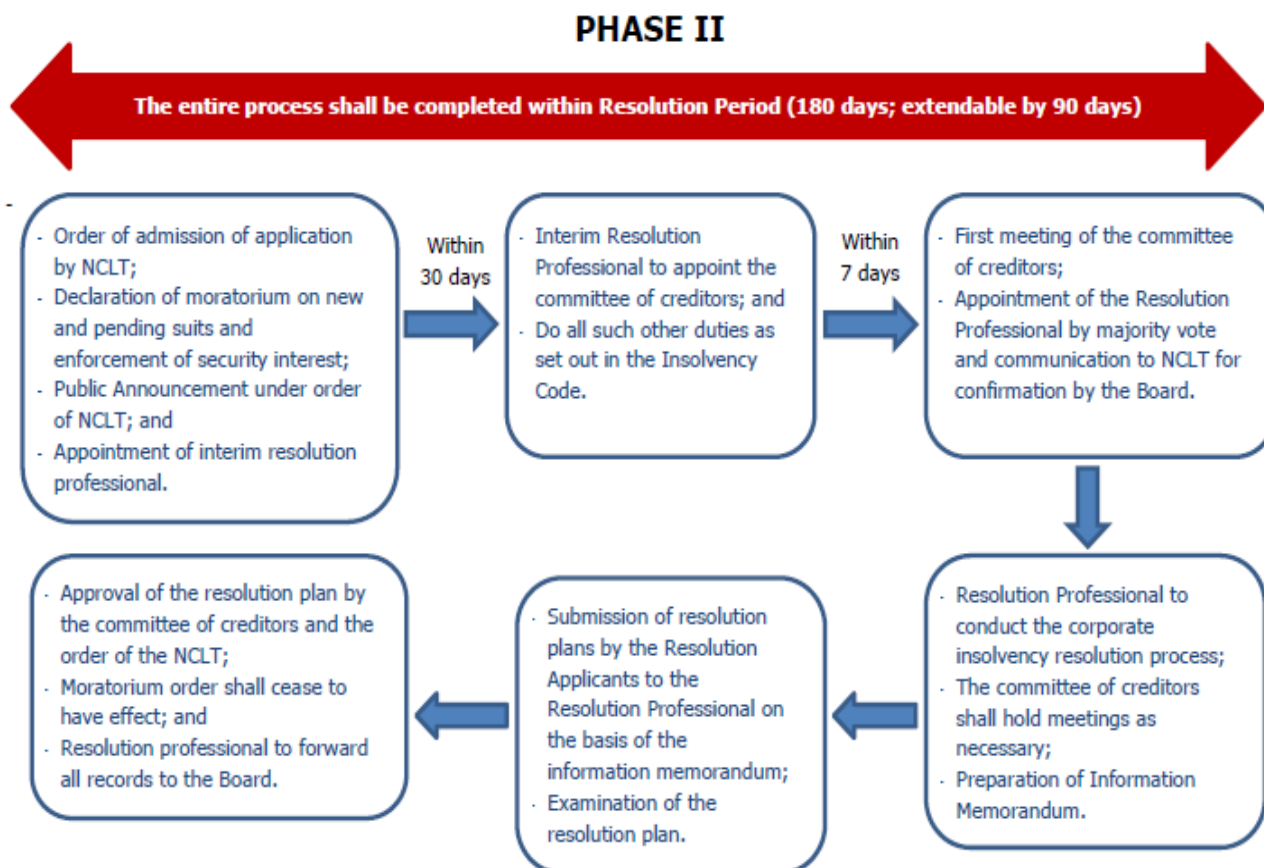 PHASE II
The entire process shall be completed within Resolution Period (180 days; extendable by 90 days)
-
- Order of admission of application
by NCLT;
- Declaration of moratorium on new
and pending suits and
enforcement of security interest;
- Public Announcement under order
of NCLT; and
- Appointment of interim resolution
professional.
Within
30 days
- Interim Resolution
Professional to appoint the
committee of creditors; and
- Do all such other duties as
set out in the Insolvency
Code.
Within
7 days
- First meeting of the committee
of creditors;
- Appointment of the Resolution
Professional by majority vote
and communication to NCLT for
confirmation by the Board.
- Resolution Professional to
conduct the corporate
insolvency resolution process;
- The committee of creditors
shall hold meetings as
necessary;
- Preparation of Information
Memorandum.
- Submission of resolution
plans by the Resolution
Applicants to the
Resolution Professional on
the basis of the
information memorandum;
- Examination of the
resolution plan.
- Approval of the resolution plan by
the committee of creditors and the
order of the NCLT;
- Moratorium order shall cease to
have effect; and
- Resolution professional to forward
all records to the Board.